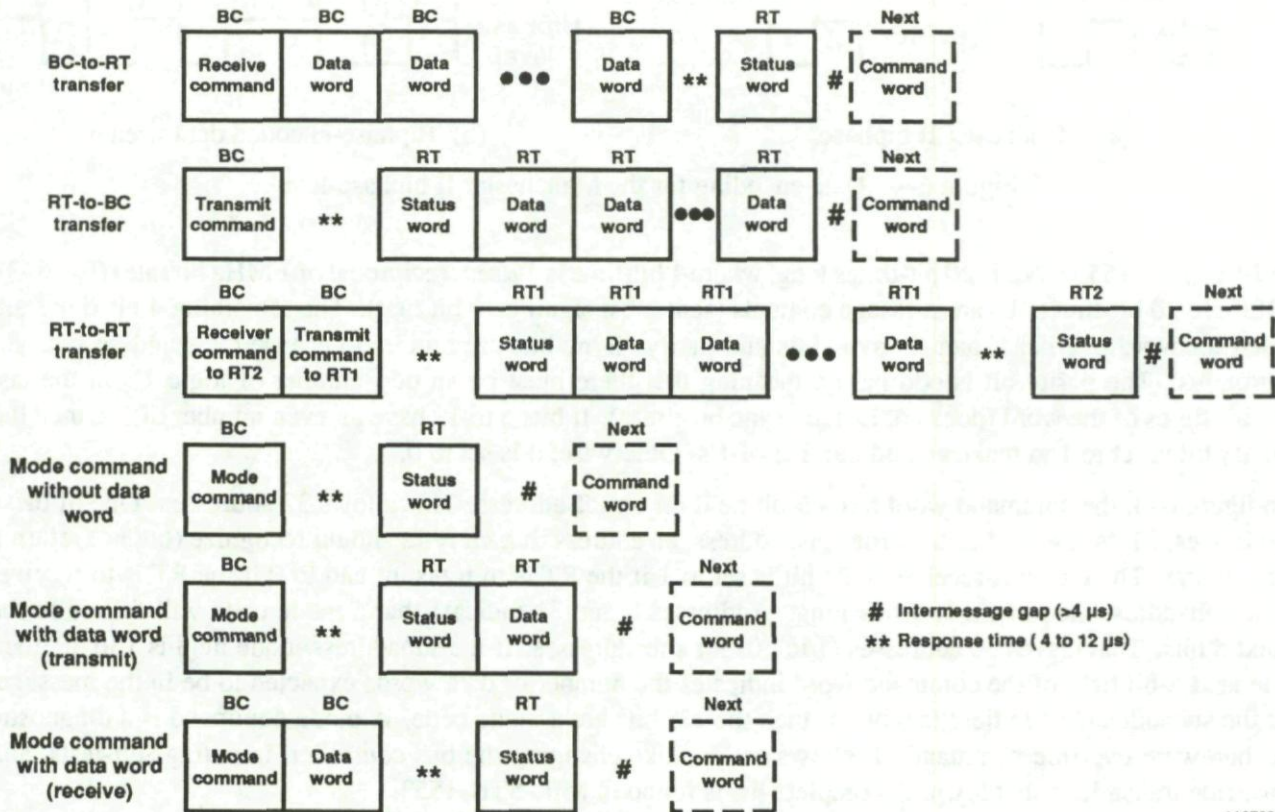 BC BC BC BC RT Next
BC-to-RT transfer
Receive command
Data word
Data word
●●●
Data word
**
Status word
#
Command word
BC RT RT RT RT Next
RT-to-BC transfer
Transmit command
**
Status word
Data word
Data word
●●●
Data word
#
Command word
BC BC RT1 RT1 RT1 RT1 RT2 Next
RT-to-RT transfer
Receiver command to RT2
Transmit command to RT1
**
Status word
Data word
Data word
●●●
Data word
**
Status word
#
Command word
BC RT Next
Mode command without data word
Mode command
**
Status word
#
Command word
BC RT RT Next
Mode command with data word (transmit)
Mode command
**
Status word
Data word
#
Command word
# Intermessage gap (>4 µs)
** Response time ( 4 to 12 µs)
BC BC RT Next
Mode command with data word (receive)
Mode command
Data word
**
Status word
#
Command word